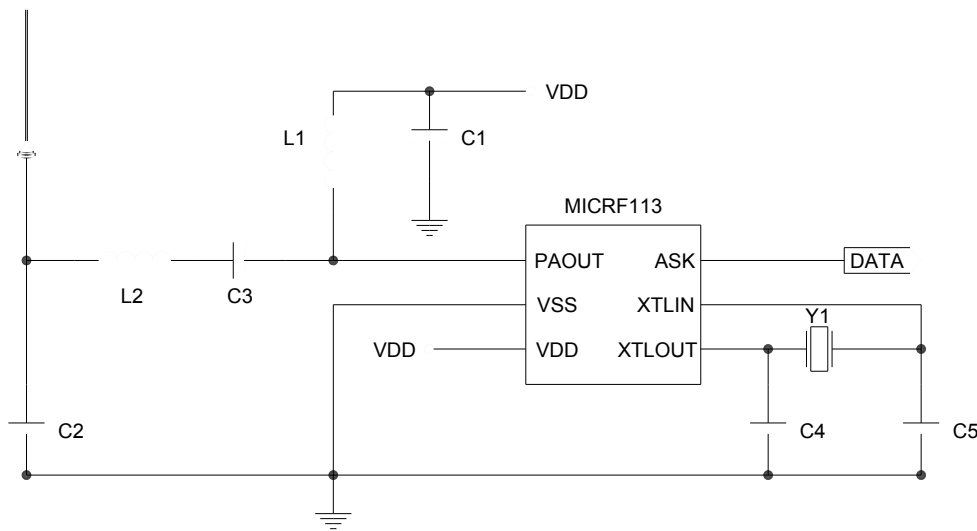 VDD
L1
C1
MICRF113
PAOUT ASK DATA
L2 C3
VSS XTLIN Y1
VDD VDD XTLOUT
C2 C4 C5